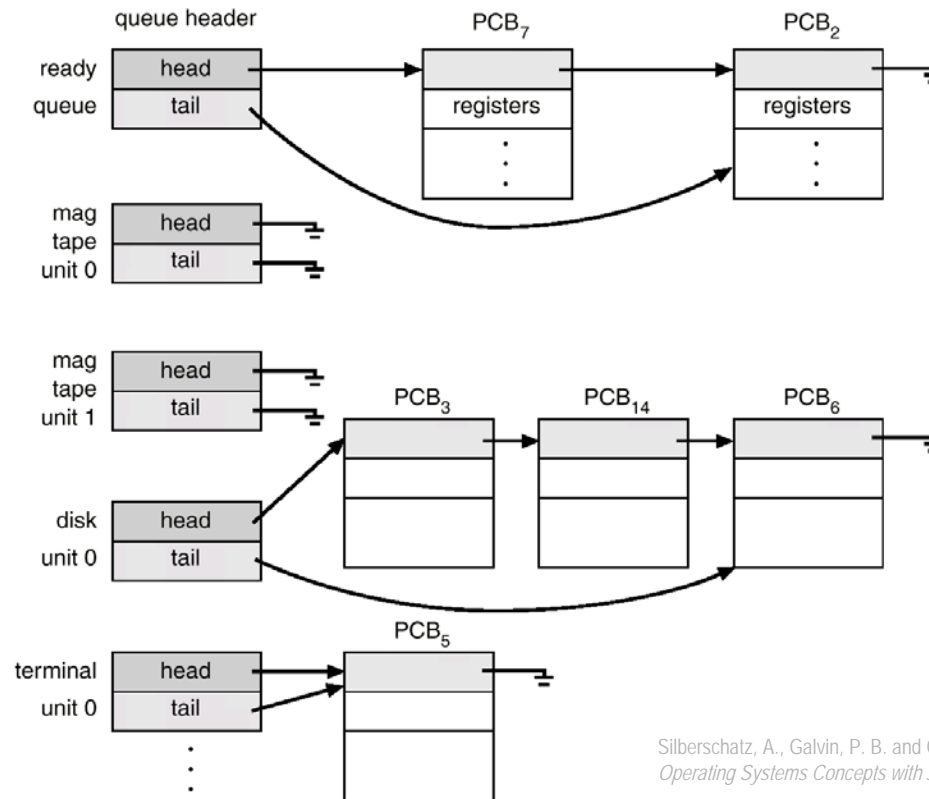 queue header
PCB7
PCB2
ready
queue
head
tail
registers
registers
mag
tape
unit 0
head
tail
mag
tape
unit 1
head
tail
PCB3
PCB14
PCB6
disk
unit 0
head
tail
PCB5
terminal
unit 0
head
tail
Silberschatz, A., Galvin, P. B. and
Operating Systems Concepts with